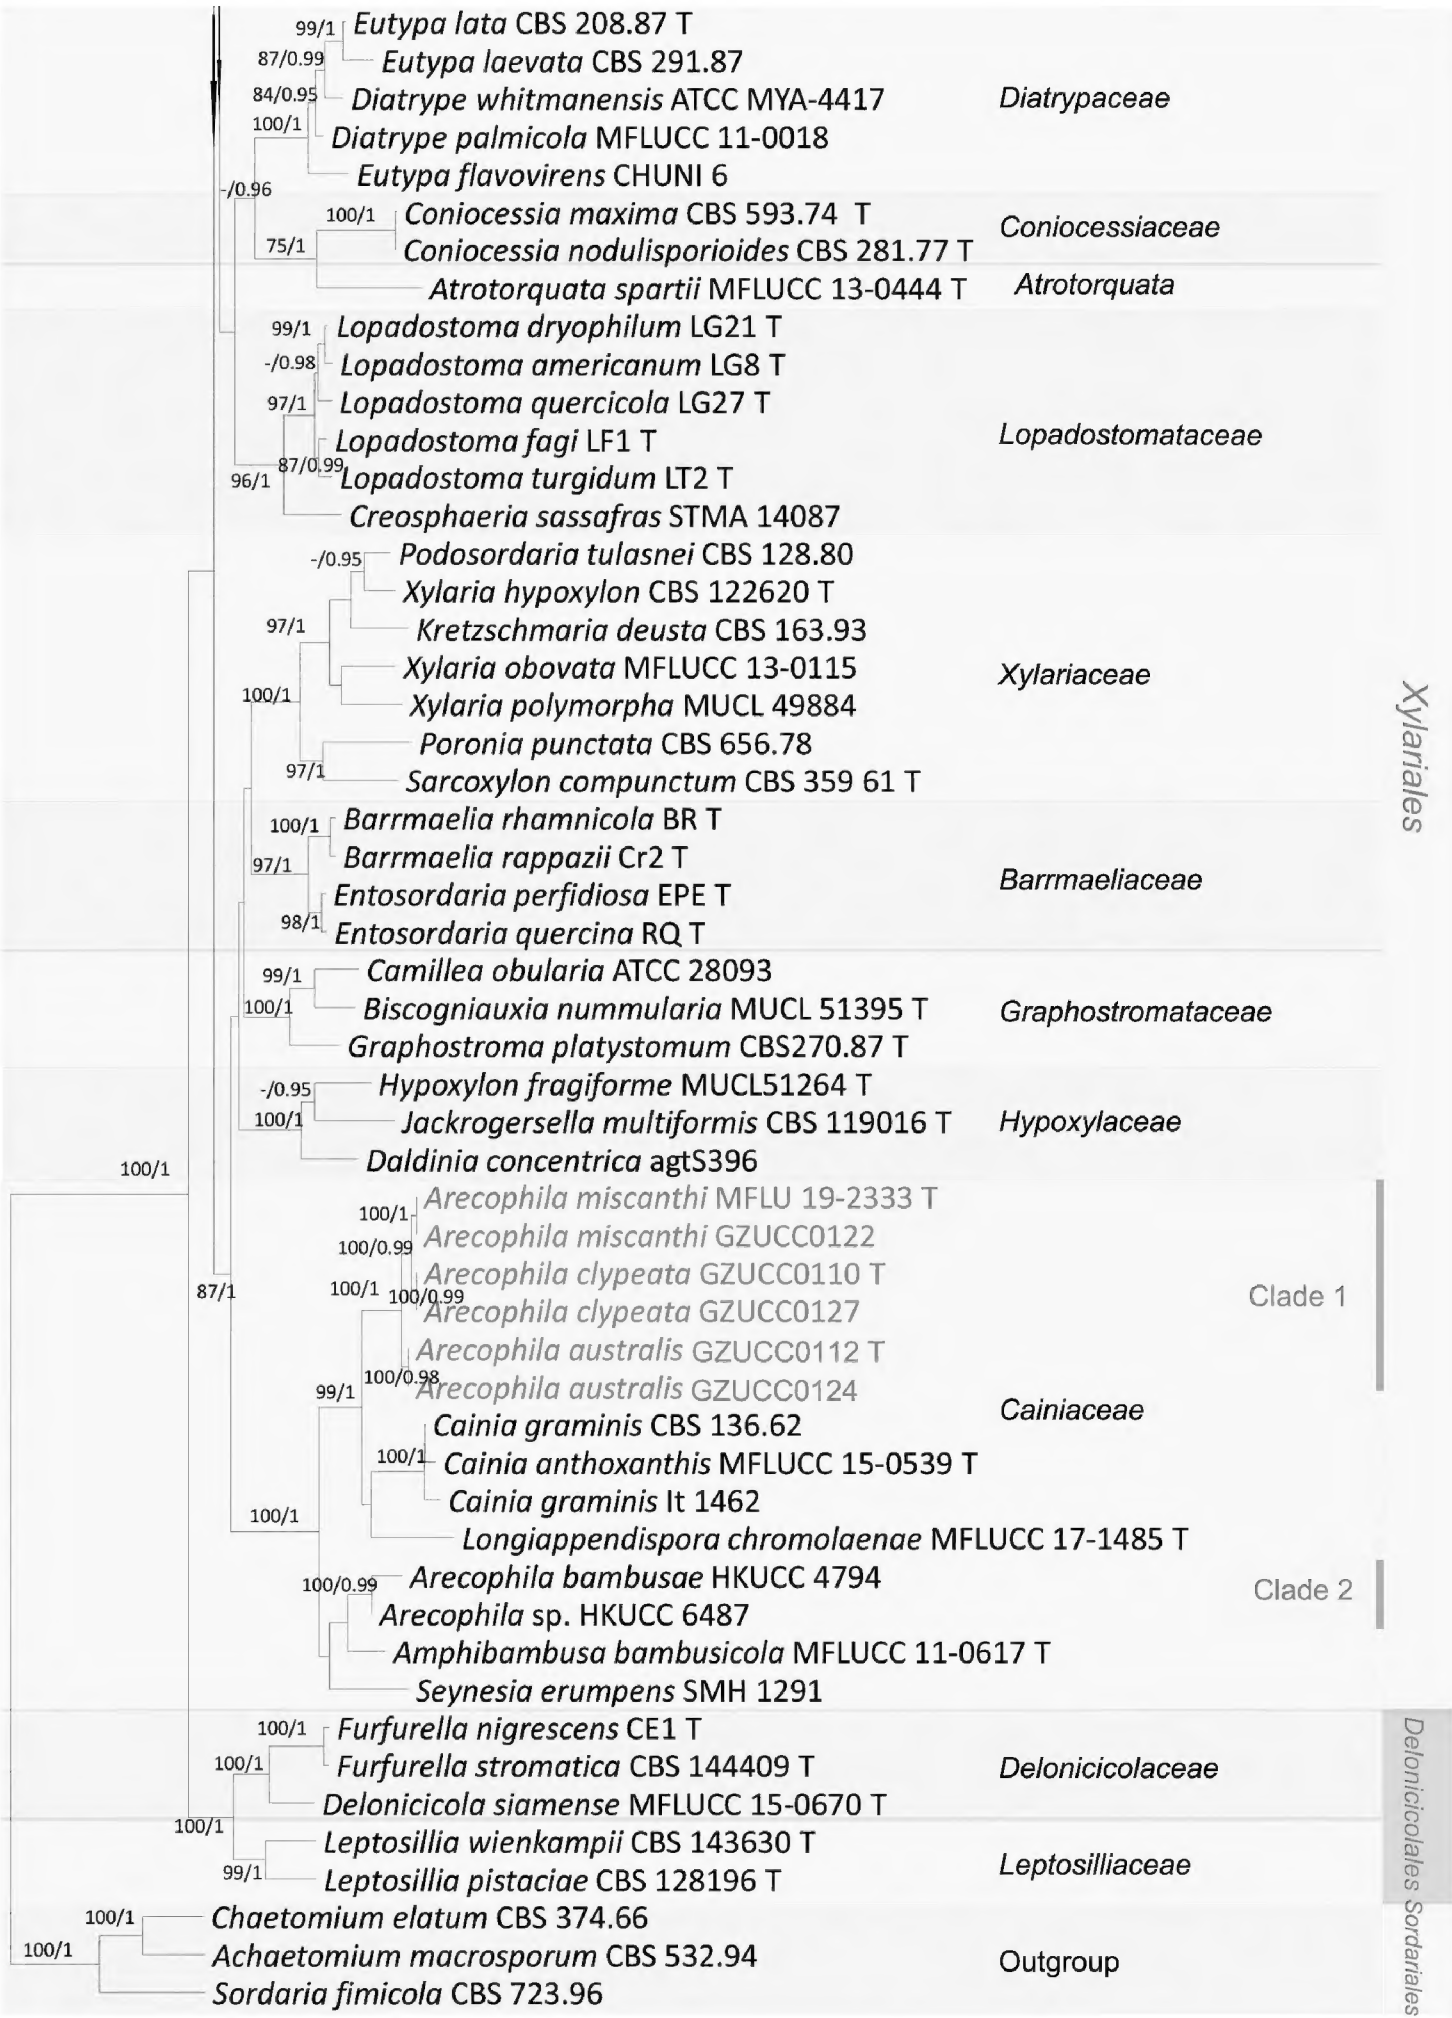 99/1 Eutypa lata CBS 208.87 T
87/0.99 Eutypa laevata CBS 291.87
84/0.95 Diatrype whitmanensis ATCC MYA-4417 Diatrypaceae
100/1 Diatrype palmicola MFLUCC 11-0018
Eutypa flavovirens CHUNI 6
-/0.96
100/1 Coniocessia maxima CBS 593.74 T Coniocessiaceae
75/1 Coniocessia nodulisporioides CBS 281.77 T
Atrotorquata spartii MFLUCC 13-0444 T Atrotorquata
99/1 Lopadostoma dryophilum LG21 T
-/0.98 Lopadostoma americanum LG8 T
97/1 Lopadostoma quercicola LG27 T
Lopadostoma fagi LF1 T Lopadostomataceae
87/0.99
96/1 Lopadostoma turgidum LT2 T
Creosphaeria sassafras STMA 14087
-/0.95 Podosordaria tulasnei CBS 128.80
Xylaria hypoxylon CBS 122620 T
97/1 Kretzschmaria deusta CBS 163.93
Xylaria obovata MFLUCC 13-0115 Xylariaceae
100/1 Xylaria polymorpha MUCL 49884
Poronia punctata CBS 656.78
97/1 Sarcoxylon compunctum CBS 359 61 T
Xylariales
100/1 Barrmaelia rhamnicola BR T
97/1 Barrmaelia rappazii Cr2 T
Entosordaria perfidiosa EPE T Barrmaeliaceae
98/1 Entosordaria quercina RQ T
99/1 Camillea obularia ATCC 28093
100/1 Biscogniauxia nummularia MUCL 51395 T Graphostromataceae
Graphostroma platystomum CBS270.87 T
-/0.95 Hypoxylon fragiforme MUCL51264 T
100/1 Jackrogersella multiformis CBS 119016 T Hypoxylaceae
100/1 Daldinia concentrica agtS396
Arecophila miscanthi MFLU 19-2333 T
100/1
100/0.99 Arecophila miscanthi GZUCC0122
Arecophila clypeata GZUCC0110 T
87/1 100/1 100/0.99 Clade 1
Arecophila clypeata GZUCC0127
Arecophila australis GZUCC0112 T
100/0.98
99/1 Arecophila australis GZUCC0124
Cainiaceae
Cainia graminis CBS 136.62
100/1 Cainia anthoxanthis MFLUCC 15-0539 T
Cainia graminis lt 1462
100/1
Longiappendispora chromolaenae MFLUCC 17-1485 T
100/0.99 Arecophila bambusae HKUCC 4794 Clade 2
Arecophila sp. HKUCC 6487
Amphibambusa bambusicola MFLUCC 11-0617 T
Seynesia erumpens SMH 1291
100/1 Furfurella nigrescens CE1 T
100/1 Furfurella stromatica CBS 144409 T Delonicicolaceae
Delonicicola siamense MFLUCC 15-0670 T
Delonicicolales
100/1
Leptosillia wienkampii CBS 143630 T Leptosilliaceae
99/1 Leptosillia pistaciae CBS 128196 T
100/1 Chaetomium elatum CBS 374.66
100/1 Achaetomium macrosporum CBS 532.94 Outgroup
Sordaria fimicola CBS 723.96
Sordariales